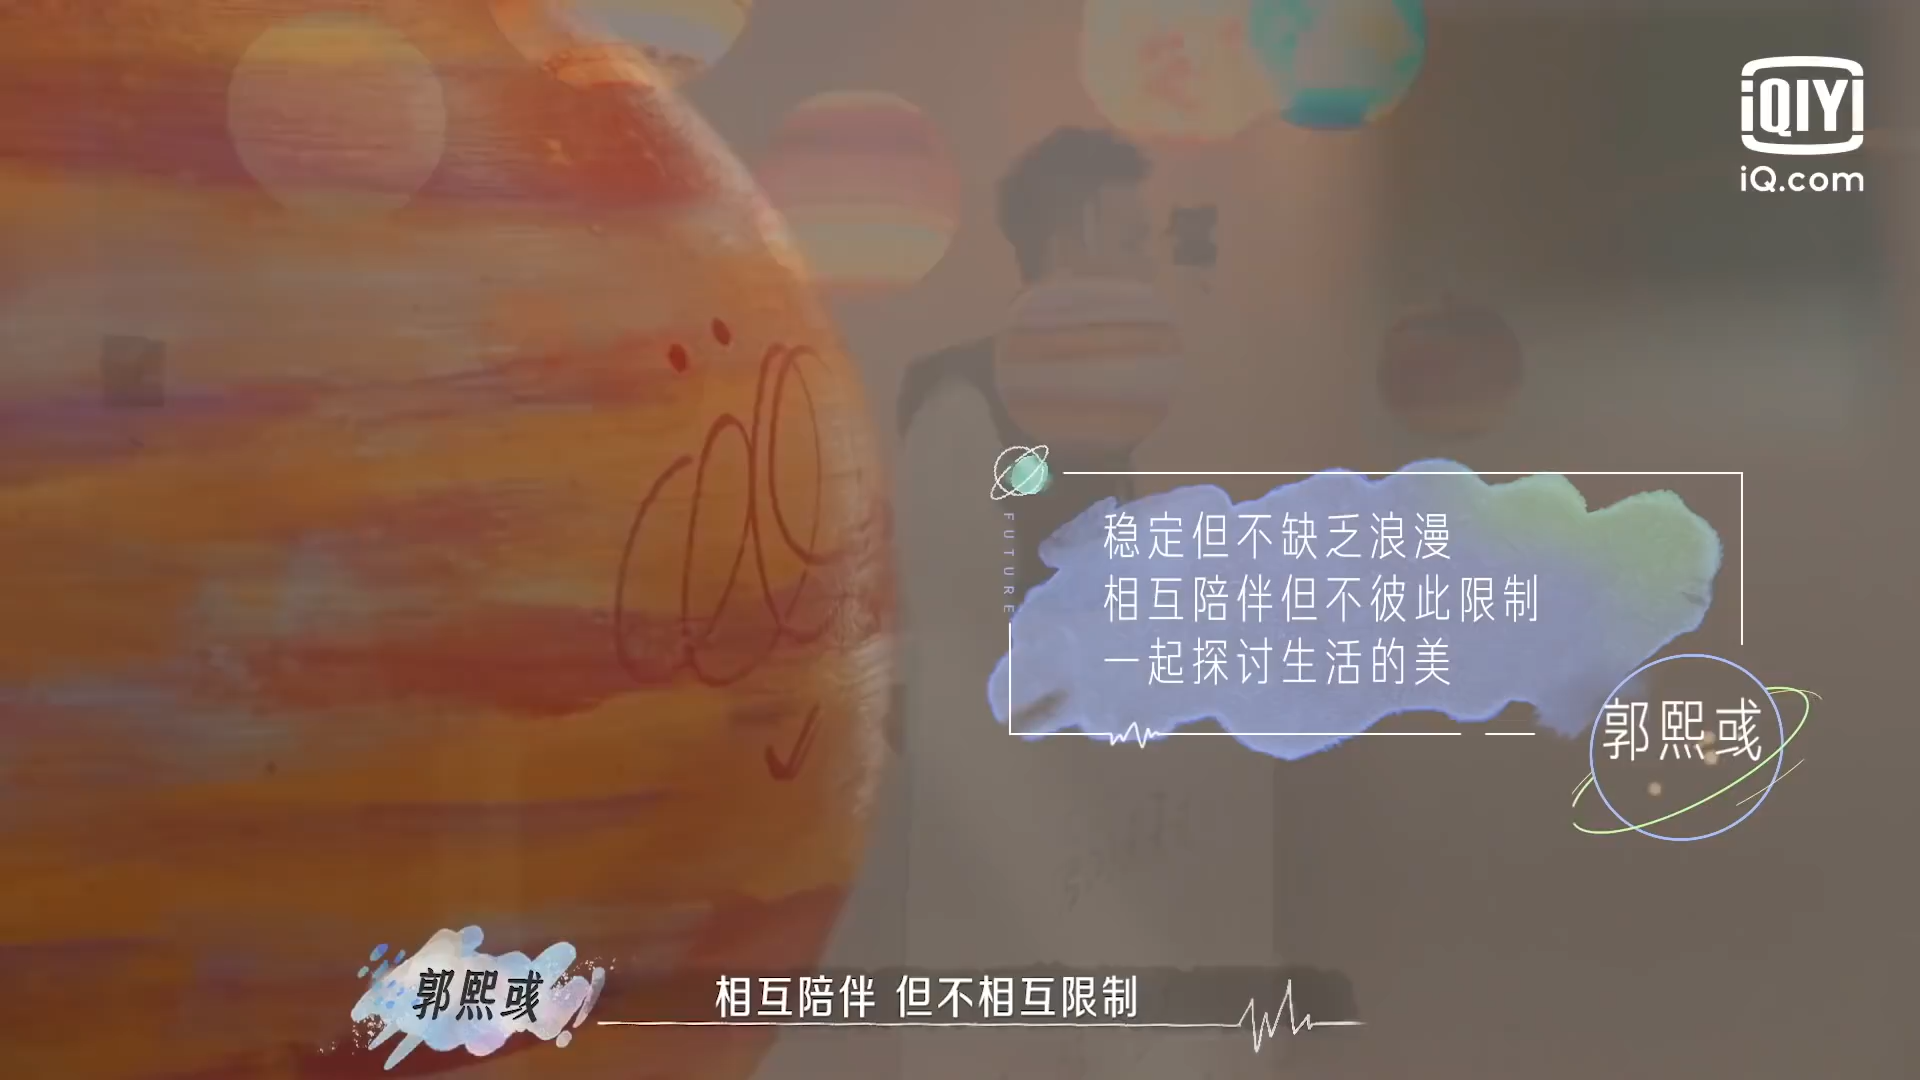 iQIYI
iQ.com
FUTURE
稳定但不缺乏浪漫
相互陪伴但不彼此限制
一起探讨生活的美
郭熙彧
郭熙彧
相互陪伴 但不相互限制